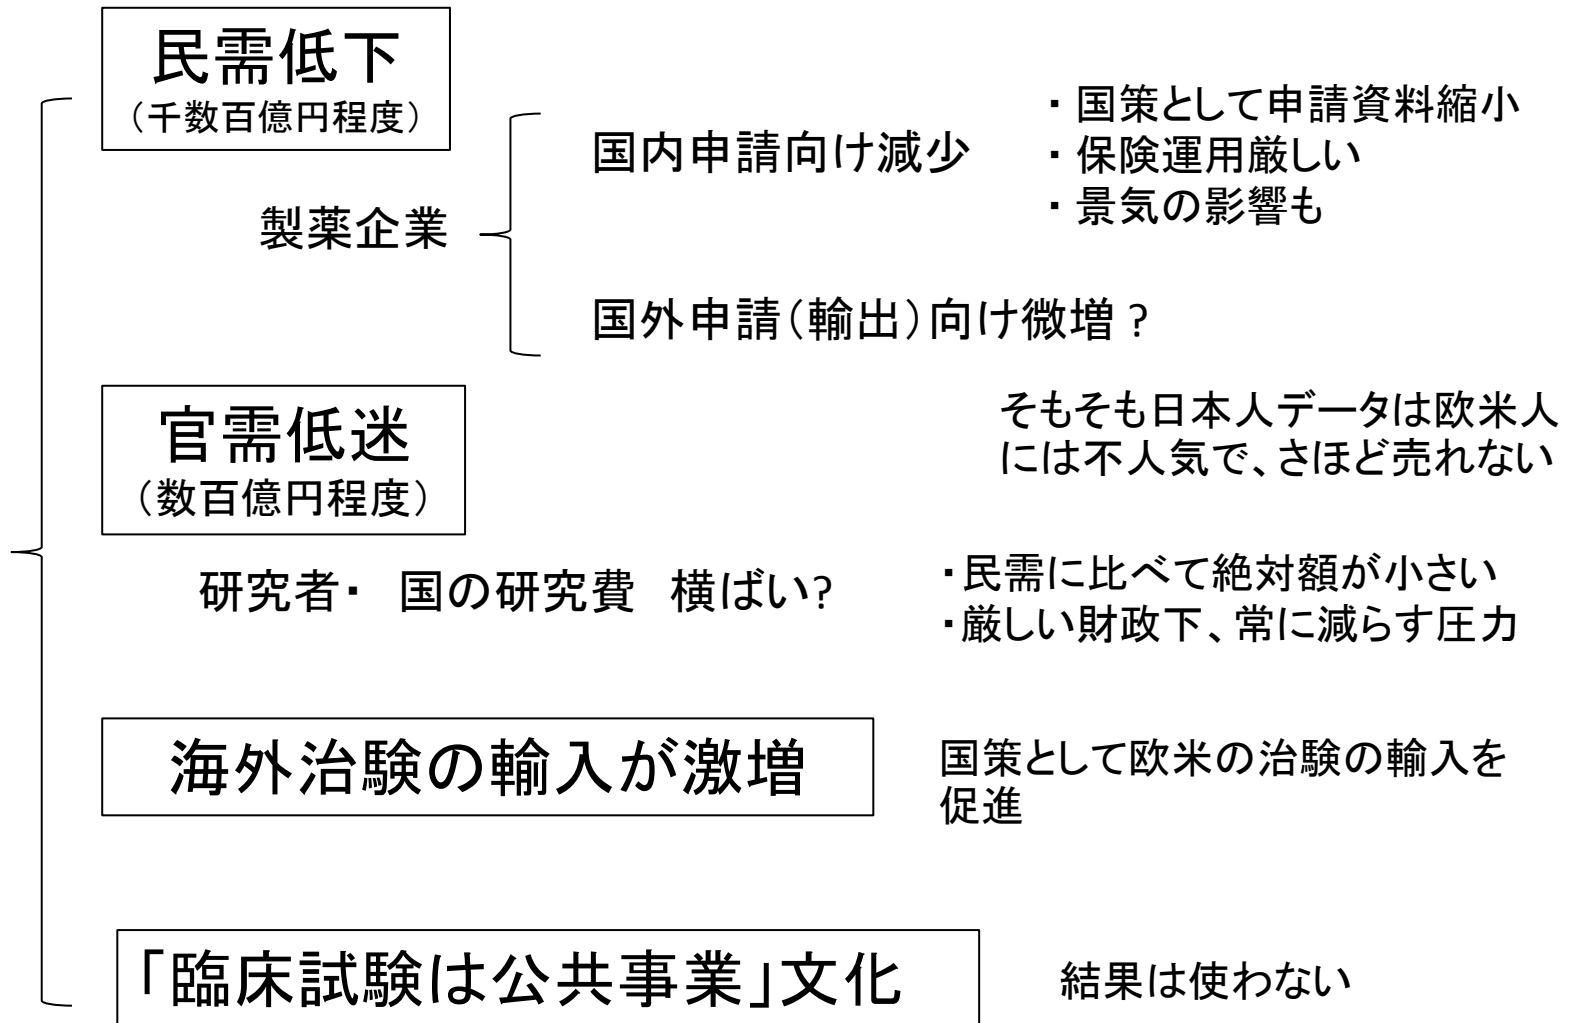 民需低下
（千数百億円程度）
製薬企業
国内申請向け減少
・ 国策として申請資料縮小
・ 保険運用厳しい
・ 景気の影響も
国外申請（輸出）向け微増？
そもそも日本人データは欧米人
には不人気で、さほど売れない
官需低迷
（数百億円程度）
研究者・　国の研究費　横ばい？
・民需に比べて絶対額が小さい
・厳しい財政下、常に減らす圧力
海外治験の輸入が激増
国策として欧米の治験の輸入を
促進
「臨床試験は公共事業」文化
結果は使わない